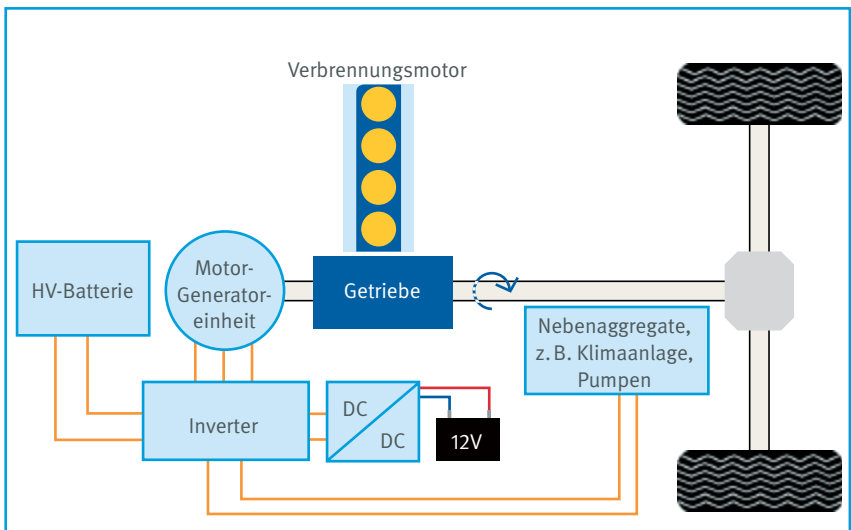 Verbrennungsmotor
HV-Batterie
Motor-
Generator-
einheit
Getriebe
Nebenaggregate,
z. B. Klimaanlage,
Pumpen
Inverter
DC
DC
12V